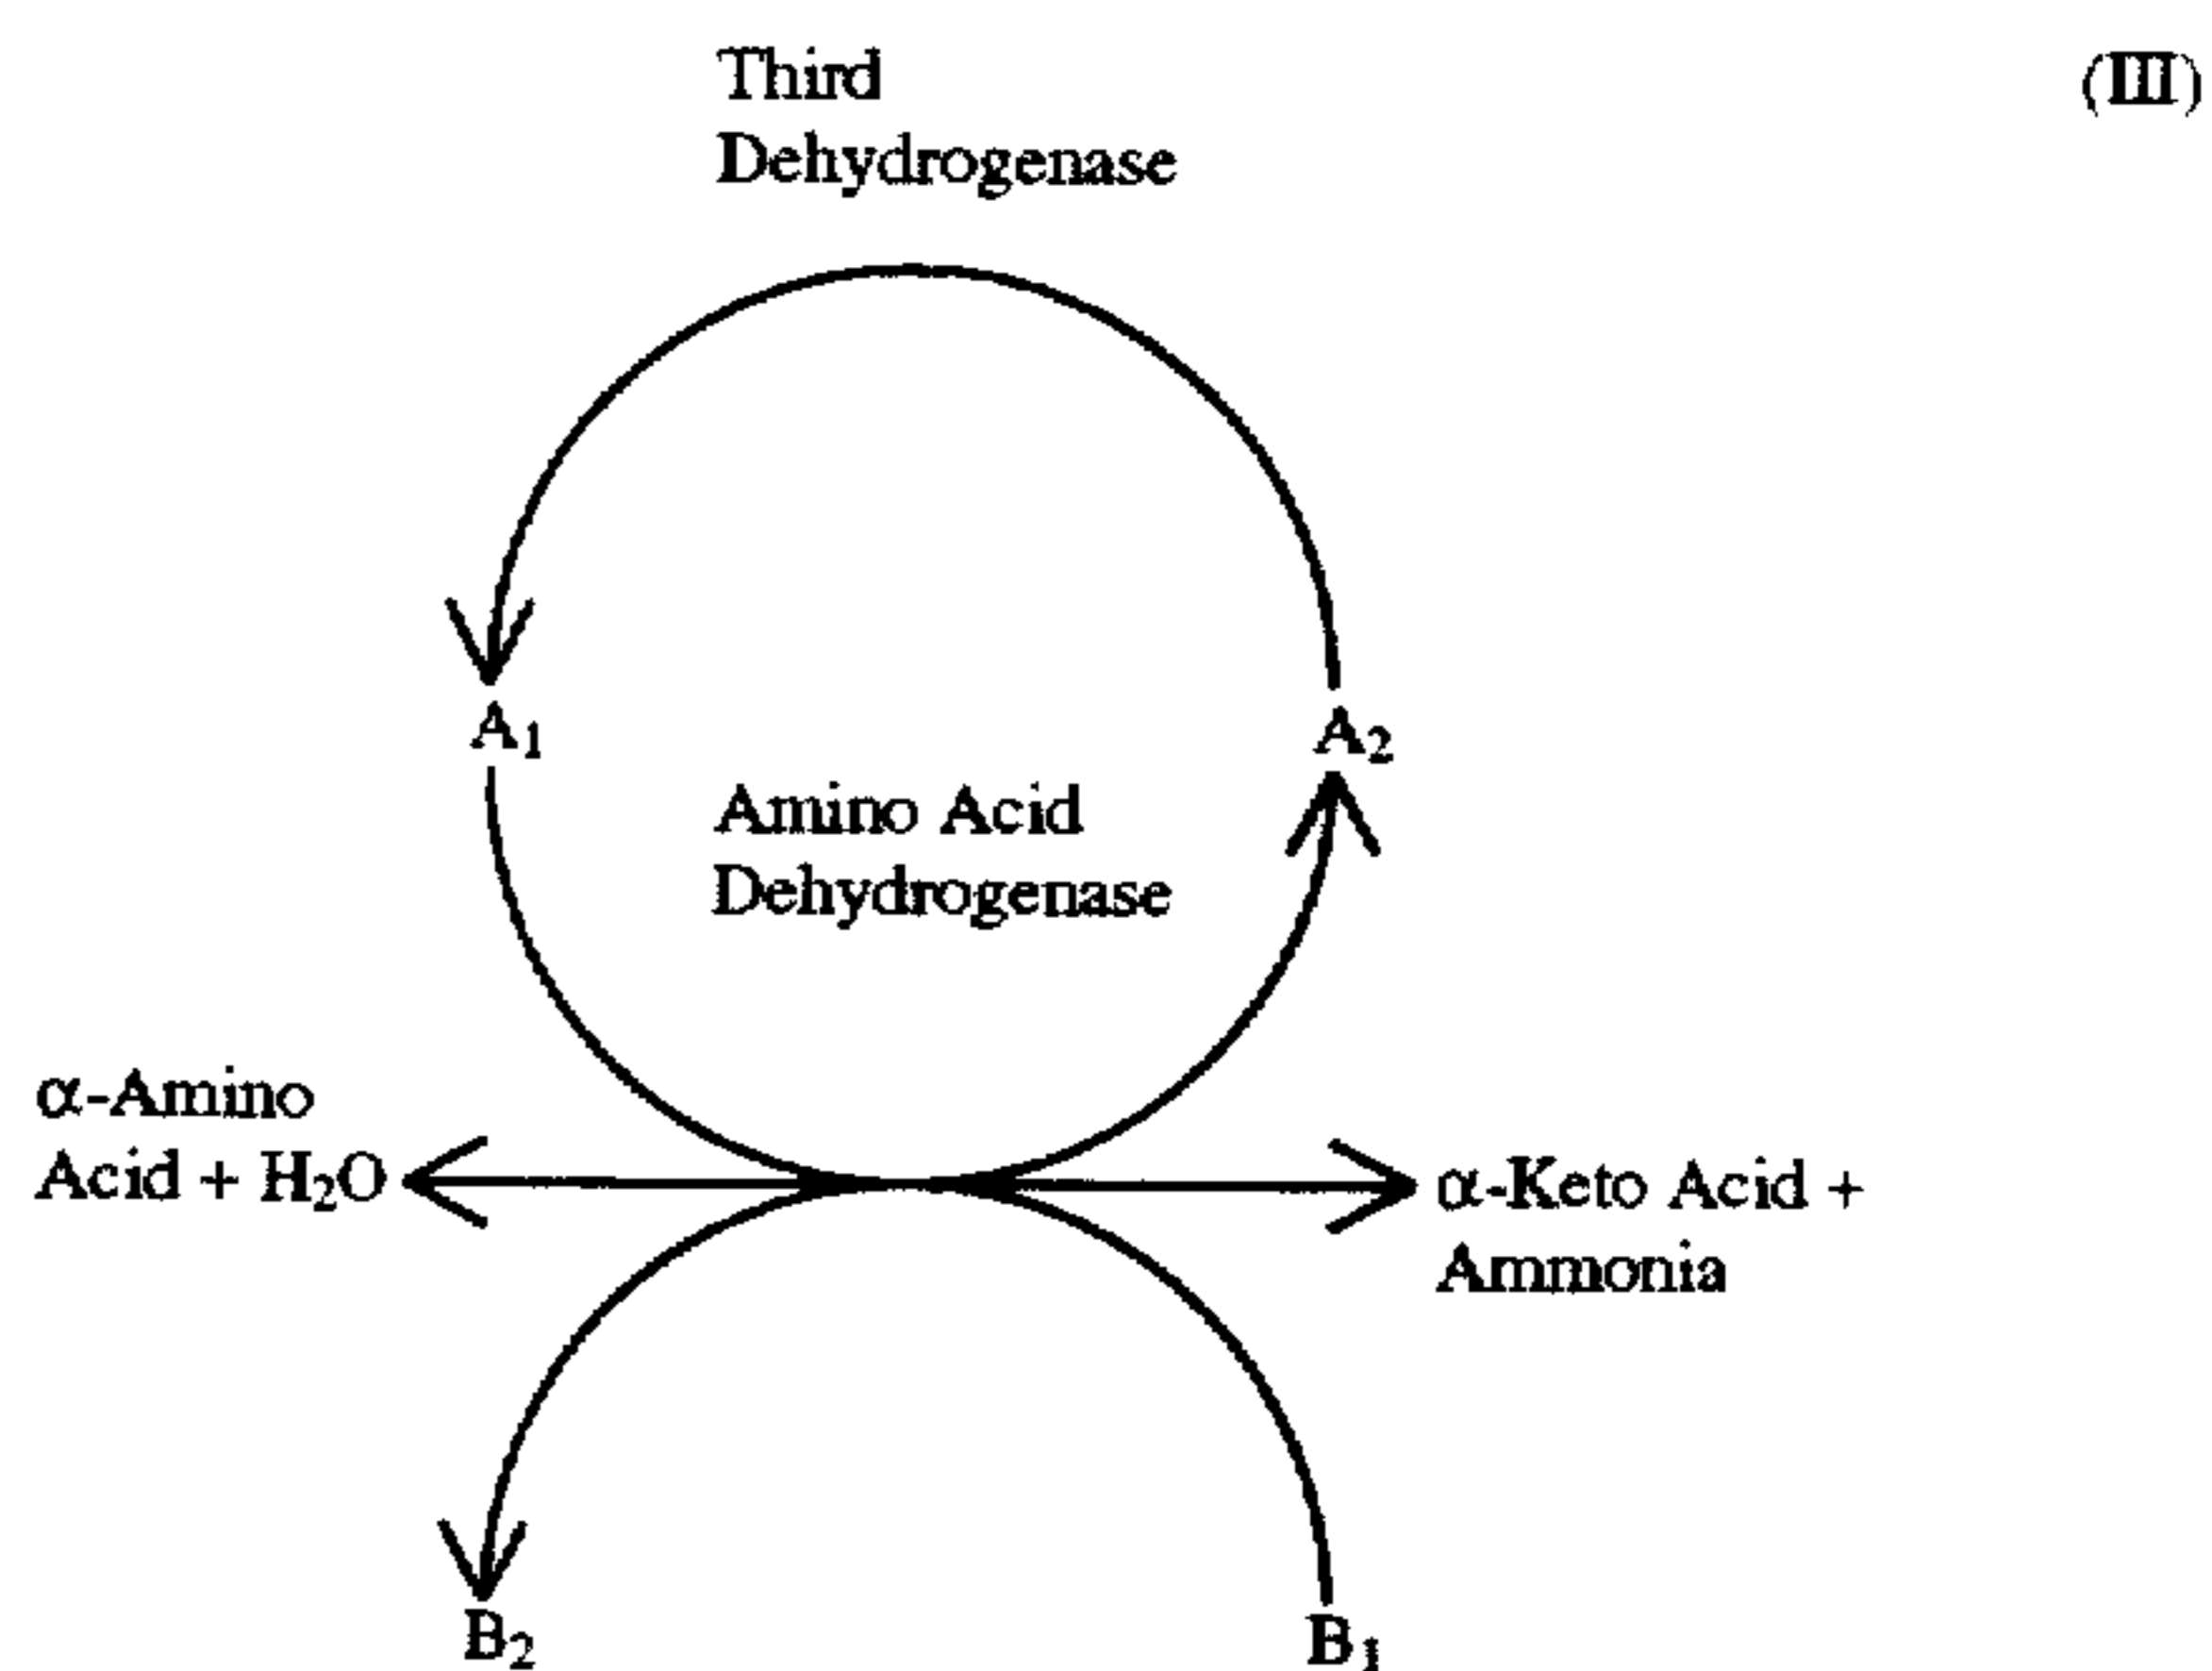 Third
Dehydrogenase
(III)
A₁
A₂
Amino Acid
Dehydrogenase
α-Amino
Acid + H₂O
α-Keto Acid +
Ammonia
B₂
B₁